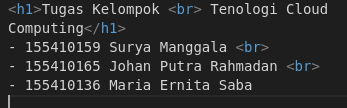 <h1>Tugas Kelompok <br> Tenologi Cloud
Computing</h1>
- 155410159 Surya Manggala <br>
- 155410165 Johan Putra Rahmadan <br>
- 155410136 Maria Ernita Saba